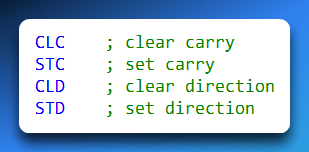 CLC    ; clear carry
STC    ; set carry
CLD    ; clear direction
STD    ; set direction